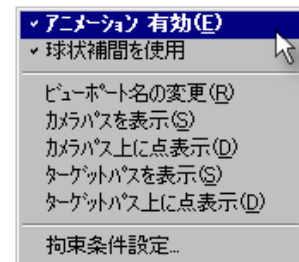 アニメーション 有効(E)
球状補間を使用
ビューポート名の変更(R)
カメラパスを表示(S)
カメラパス上に点表示(D)
ターゲットパスを表示(S)
ターゲットパス上に点表示(D)
拘束条件設定...